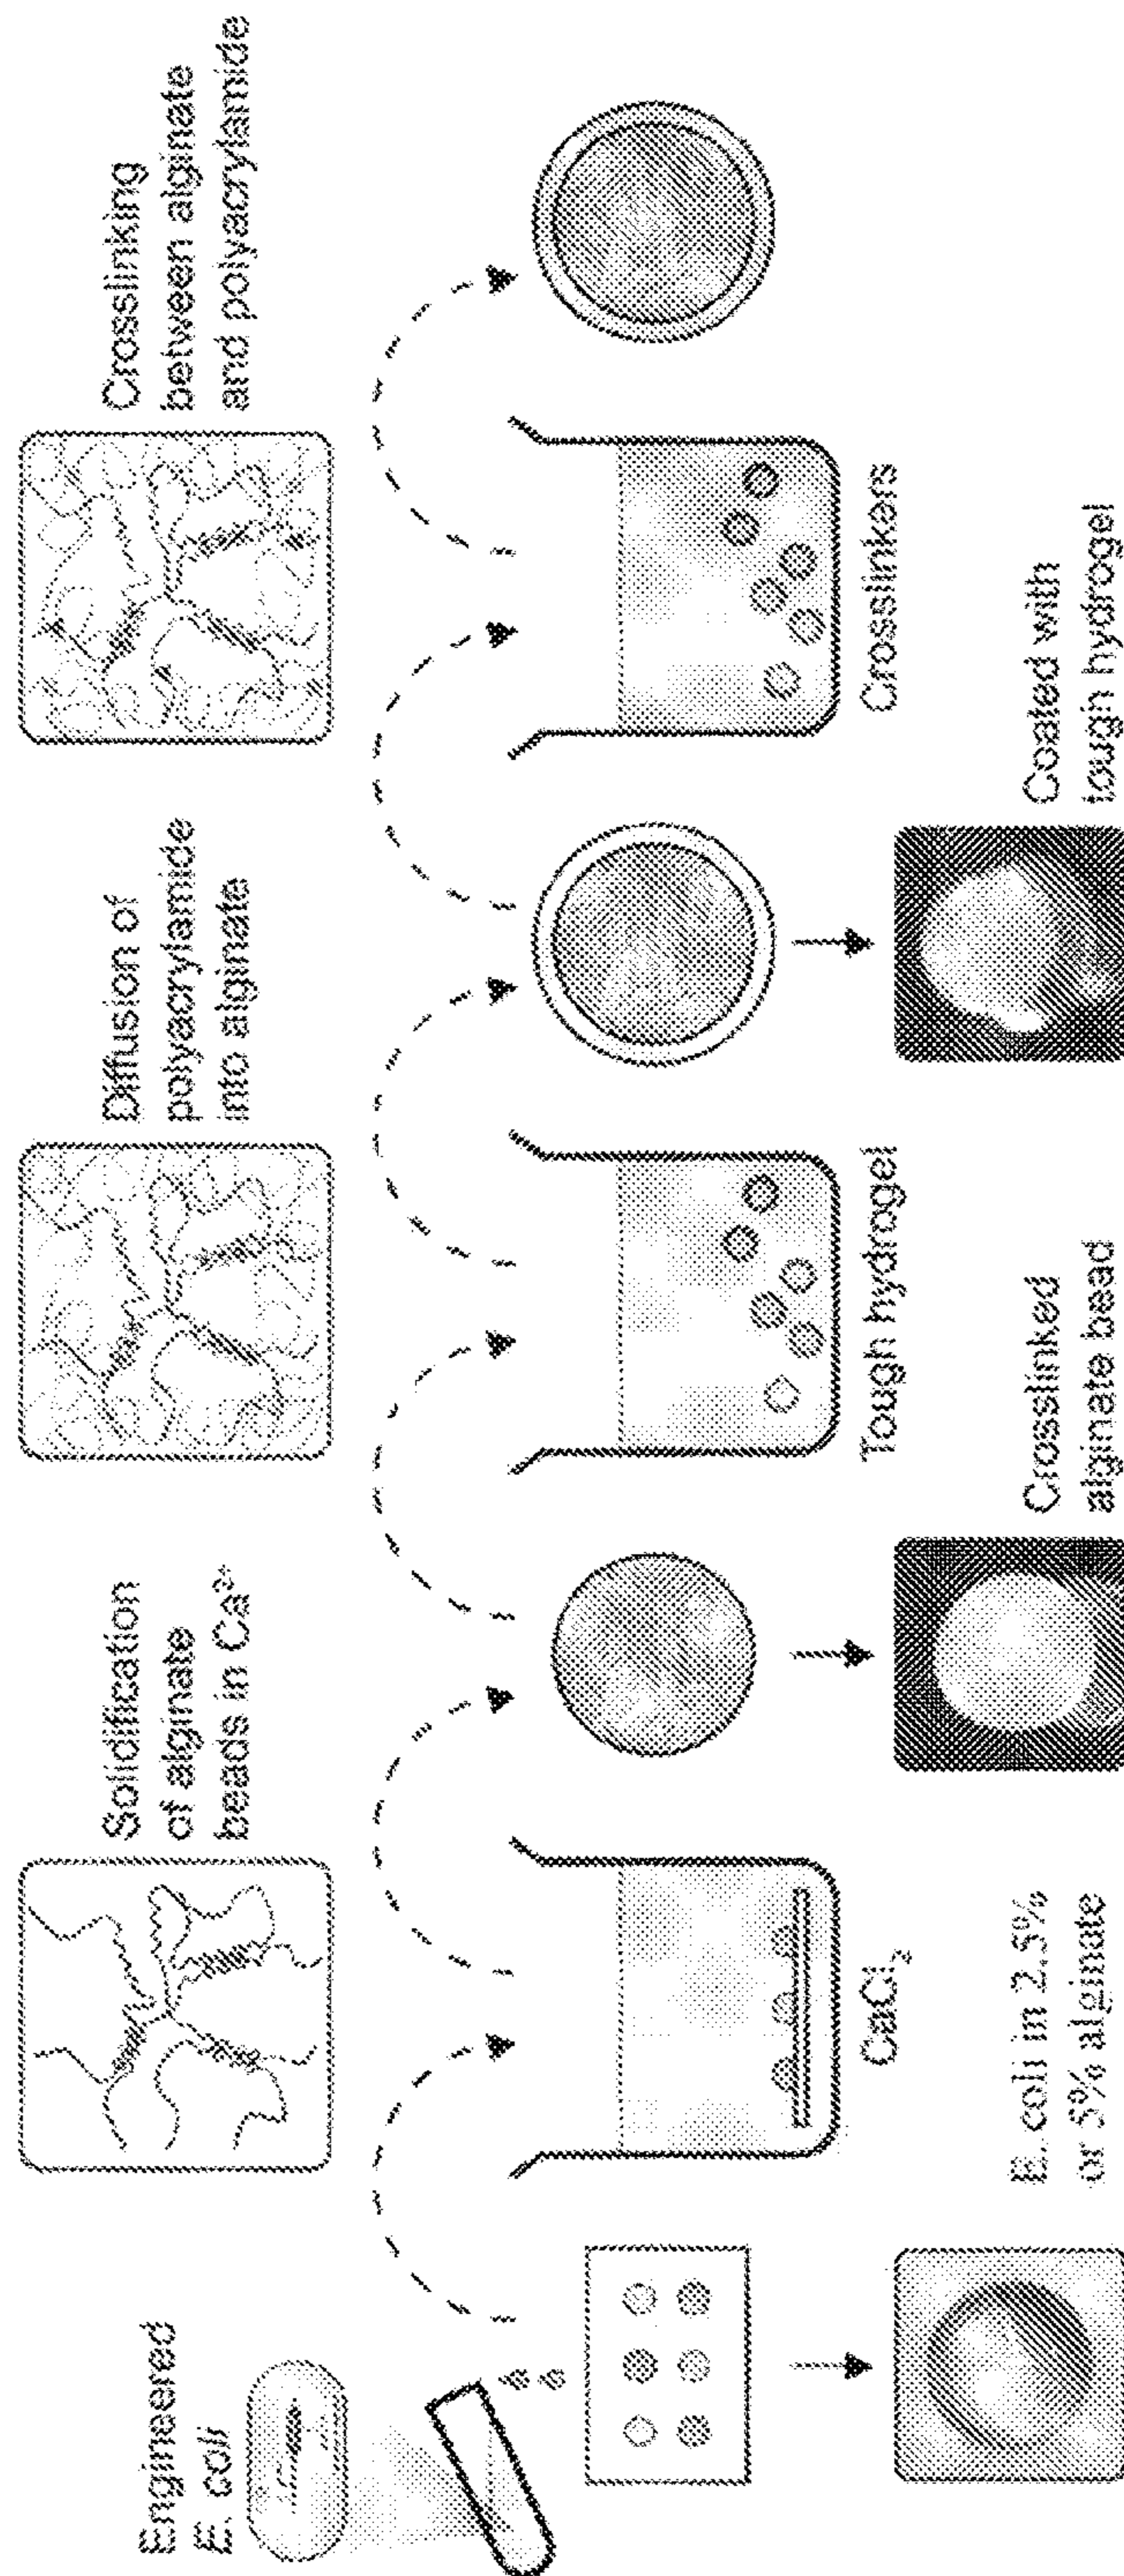 Engineered
E. coli
Solidification
of alginate
beads in Ca²⁺
Diffusion of
polyacrylamide
into alginate
Crosslinking
between alginate
and polyacrylamide
CaCl₂
Tough hydrogel
Crosslinkers
E. coli in 2.5%
or 5% alginate
Crosslinked
alginate bead
Coated with
tough hydrogel